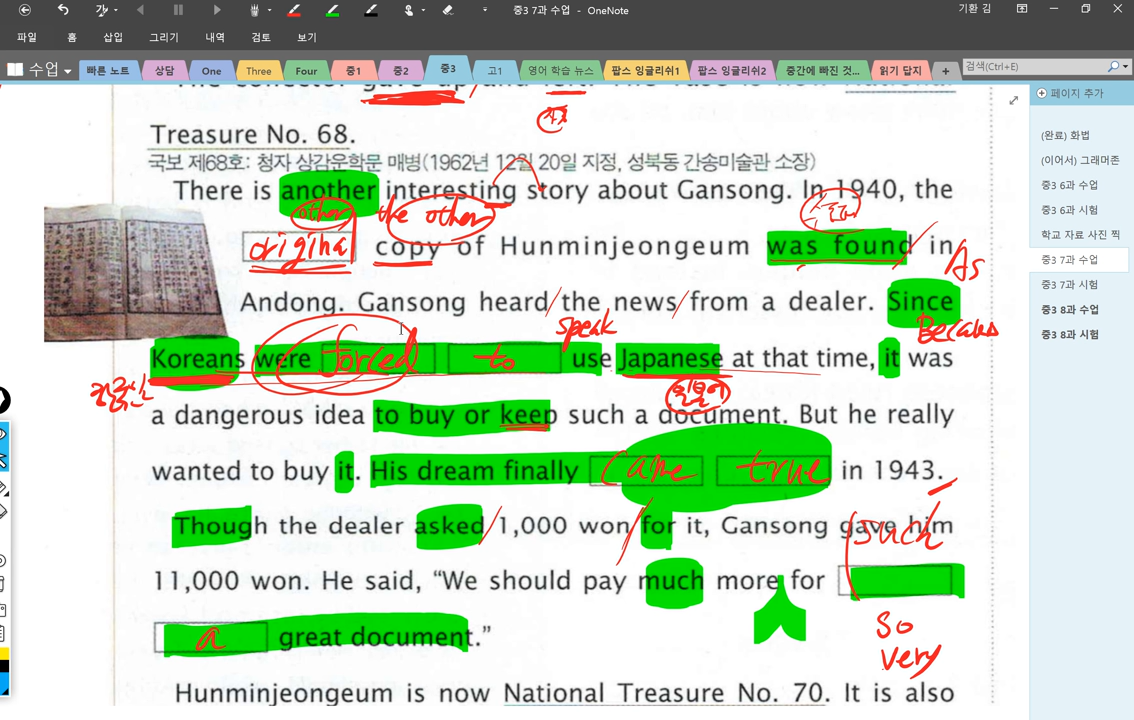 중3 7과 수업 - OneNote
기환 김
파일 홈 삽입 그리기 내역 검토 보기
수업 빠른 노트 상담 One Three Four 중1 중2 중3 고1 영어 학습 뉴스 팝스 잉글리쉬1 팝스 잉글리쉬2 중간에 빠진 것... 읽기 답지 + 검색(Ctrl+E)
페이지 추가
(완료) 화법
(이어서) 그래머존
중3 6과 수업
중3 6과 시험
학교 자료 사진 찍
중3 7과 수업
중3 7과 시험
중3 8과 수업
중3 8과 시험
The collector gave up, and left. The vase is now National
Treasure No. 68.
국보 제68호: 청자 상감운학문 매병(1962년 12월 20일 지정, 성북동 간송미술관 소장)
There is another interesting story about Gansong. In 1940, the
other the other
original copy of Hunminjeongeum was found in
As
Andong. Gansong heard the news from a dealer. Since
speak Because
Koreans were forced to use Japanese at that time, it was
일본어
a dangerous idea to buy or keep such a document. But he really
wanted to buy it. His dream finally came true in 1943.
Though the dealer asked 1,000 won for it, Gansong gave him
such
11,000 won. He said, “We should pay much more for
a great document.”
so
very
Hunminjeongeum is now National Treasure No. 70. It is also